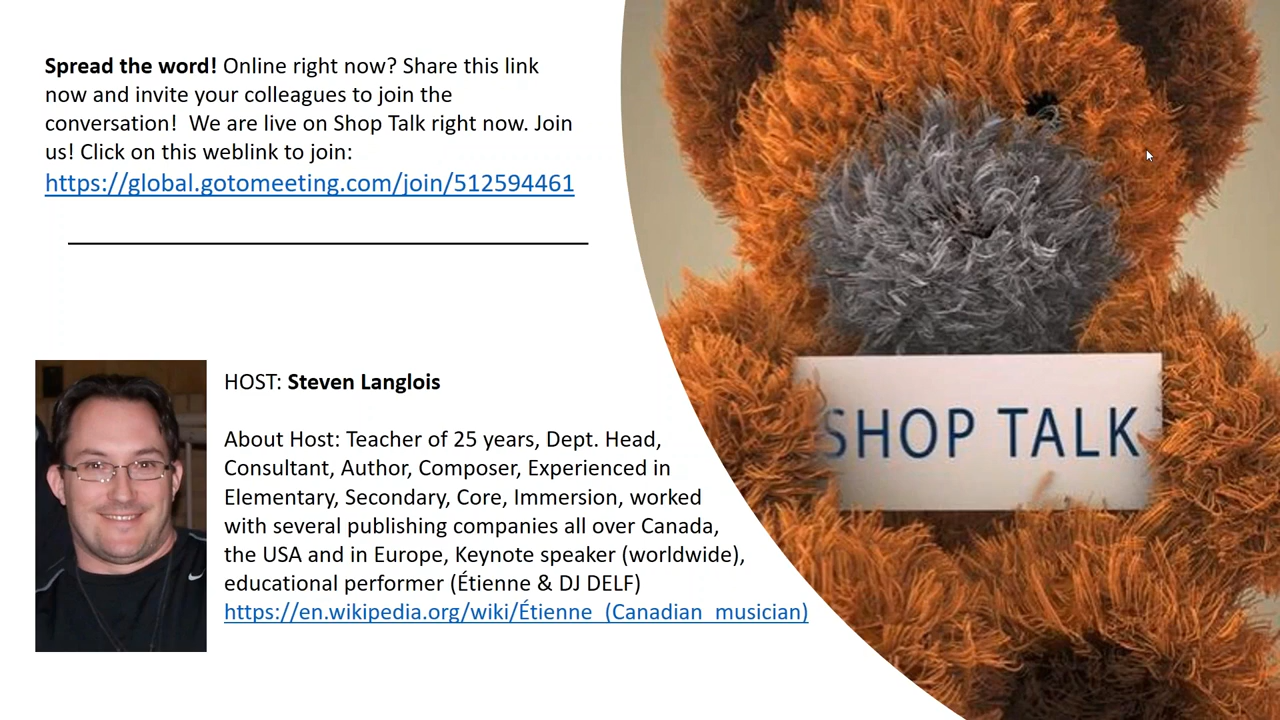 Spread the word! Online right now? Share this link
now and invite your colleagues to join the
conversation!  We are live on Shop Talk right now. Join
us! Click on this weblink to join:
https://global.gotomeeting.com/join/512594461
HOST: Steven Langlois
About Host: Teacher of 25 years, Dept. Head,
Consultant, Author, Composer, Experienced in
Elementary, Secondary, Core, Immersion, worked
with several publishing companies all over Canada,
the USA and in Europe, Keynote speaker (worldwide),
educational performer (Étienne & DJ DELF)
https://en.wikipedia.org/wiki/Étienne_(Canadian_musician)
SHOP TALK